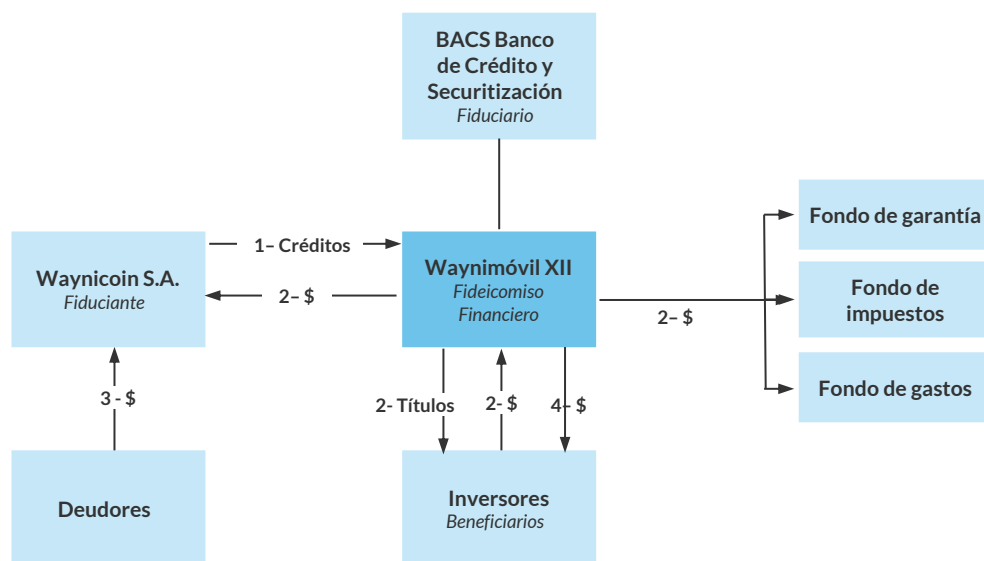 BACS Banco
de Crédito y
Securitización
Fiduciario
Waynicoin S.A.
Fiduciante
1– Créditos
2– $
Waynimóvil XII
Fideicomiso
Financiero
2– $
Fondo de garantía
Fondo de
impuestos
Fondo de gastos
3 - $
2- Títulos
2- $
4– $
Deudores
Inversores
Beneficiarios